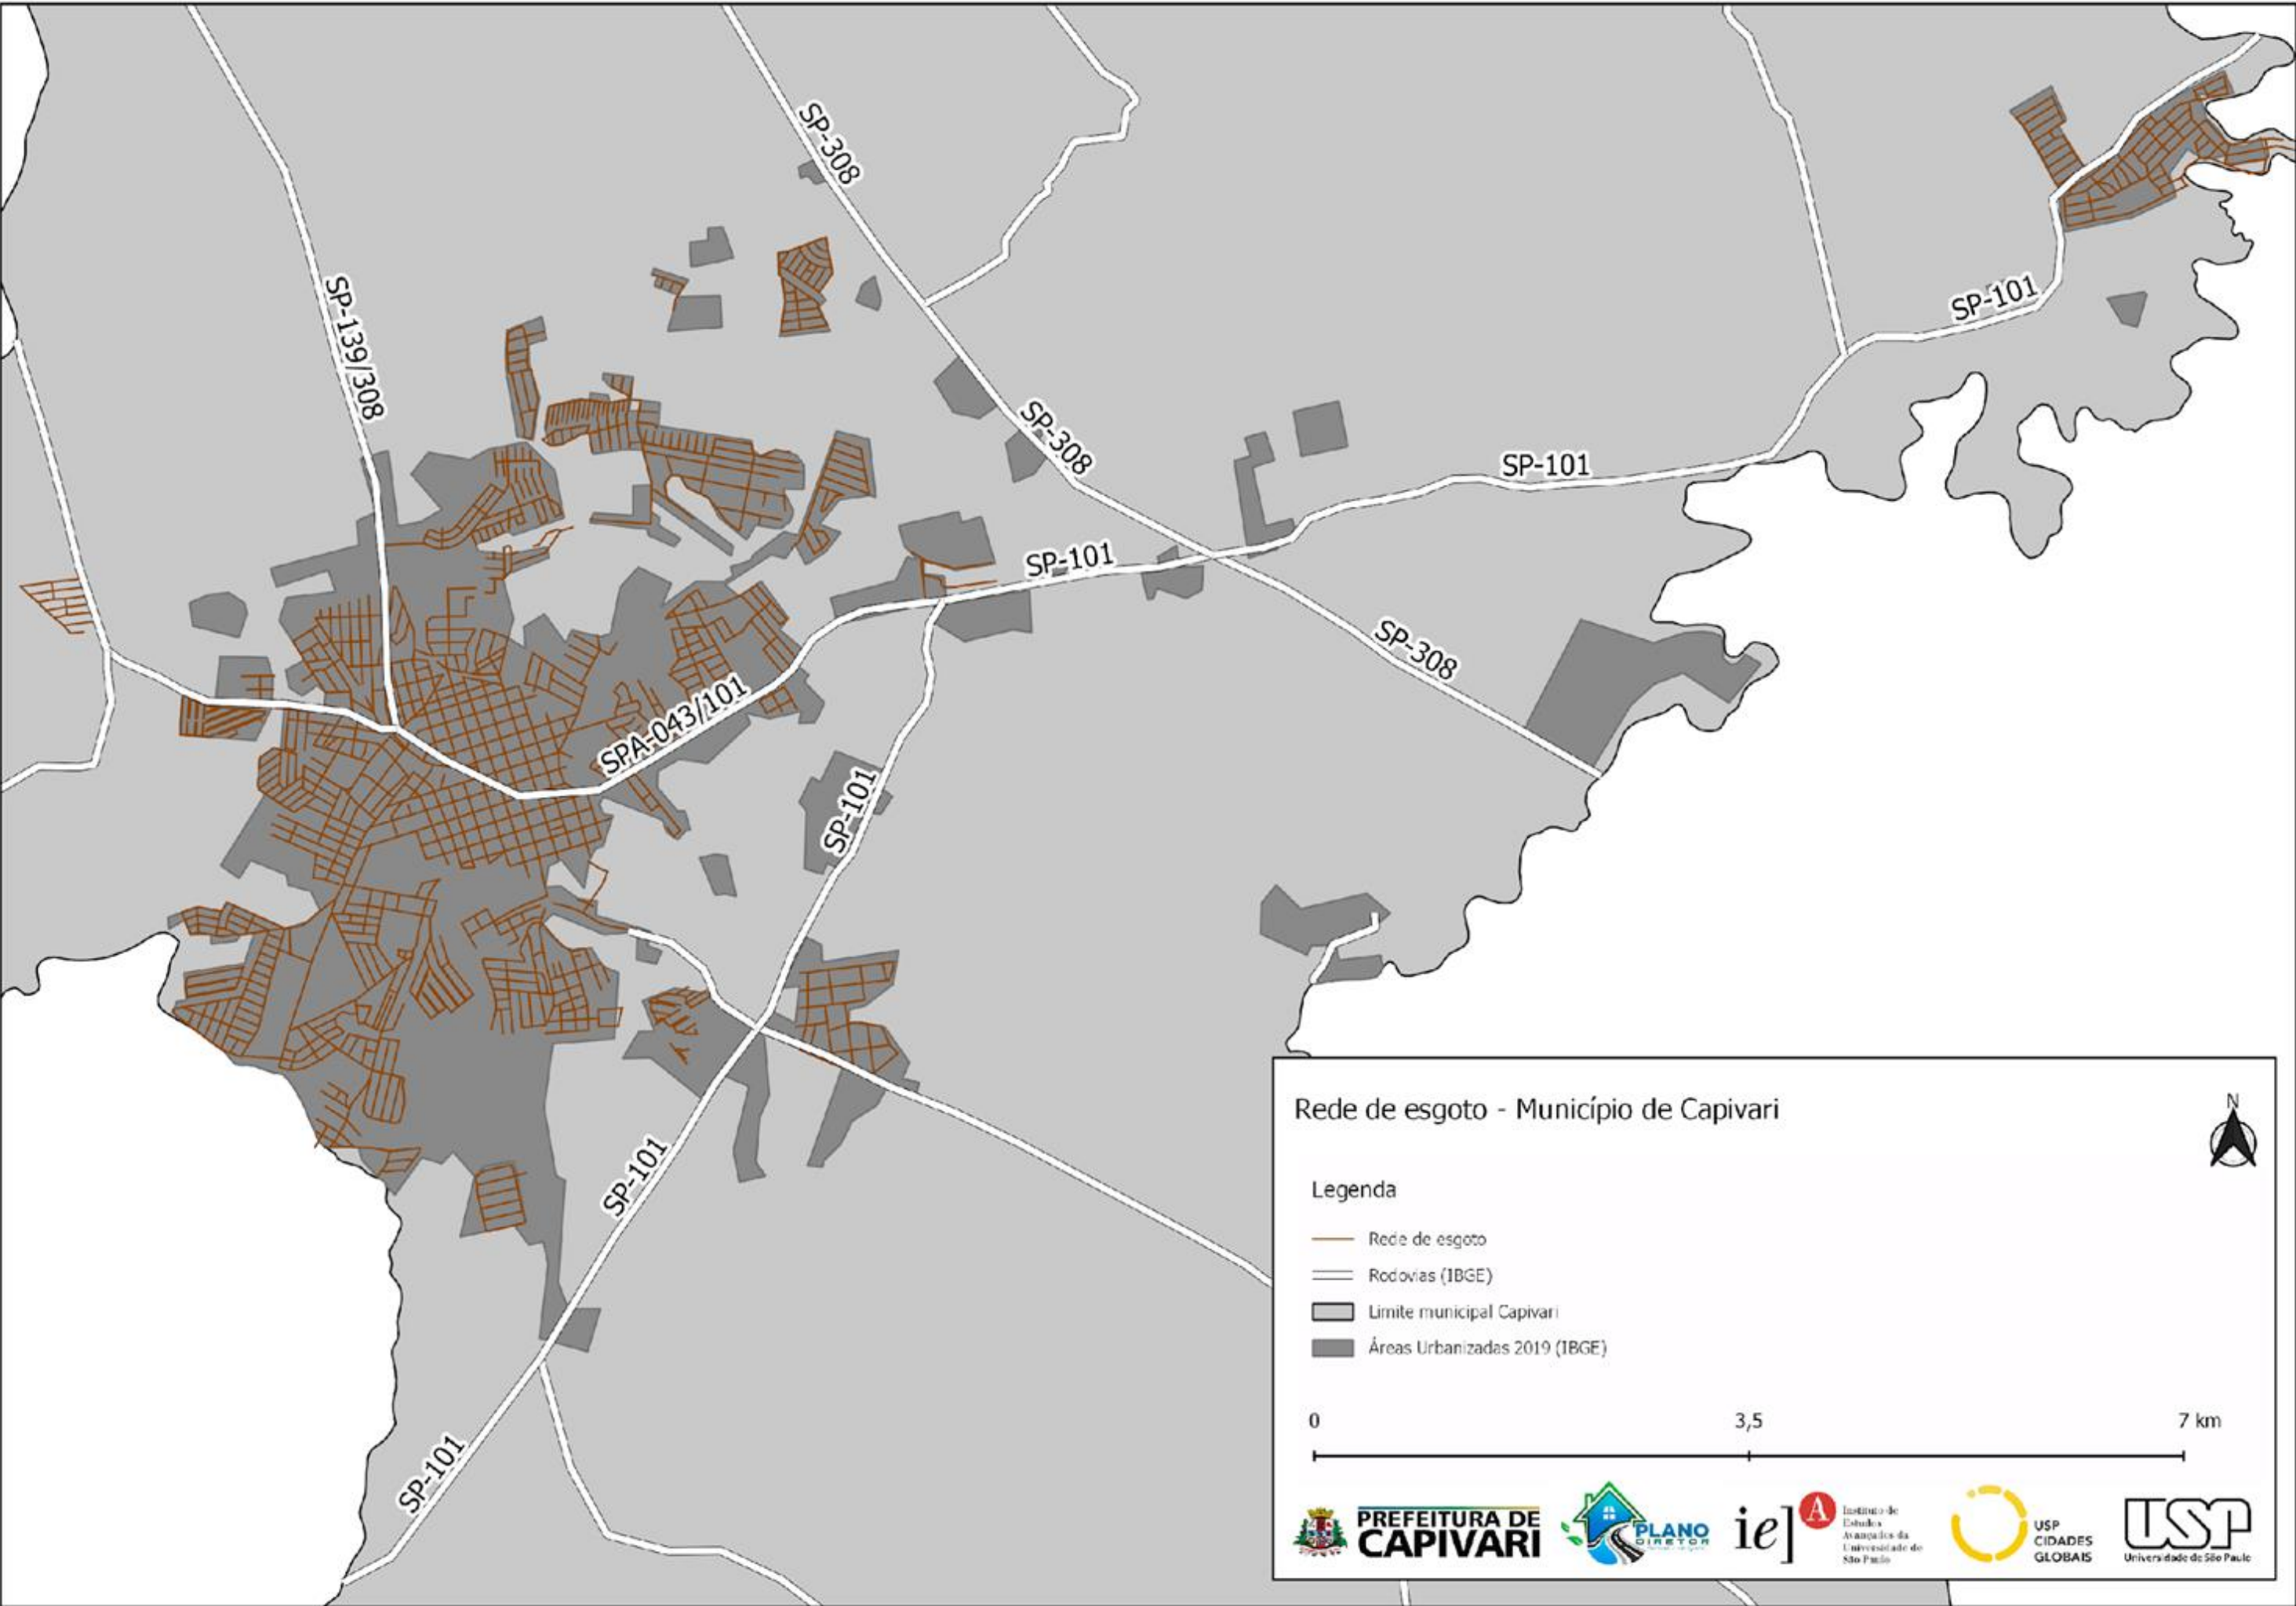 SP-308
SP-139/308
SP-101
SP-308
SP-101
SP-101
SP-308
SPA-043/101
SP-101
SP-101
SP-101
Rede de esgoto - Município de Capivari
N
Legenda
Rede de esgoto
Rodovias (IBGE)
Limite municipal Capivari
Áreas Urbanizadas 2019 (IBGE)
0 3,5 7 km
PREFEITURA DE
CAPIVARI
PLANO
DIRETOR
ie]
A
Instituto de
Estudos
Avançados da
Universidade de
São Paulo
USP
CIDADES
GLOBAIS
USP
Universidade de São Paulo